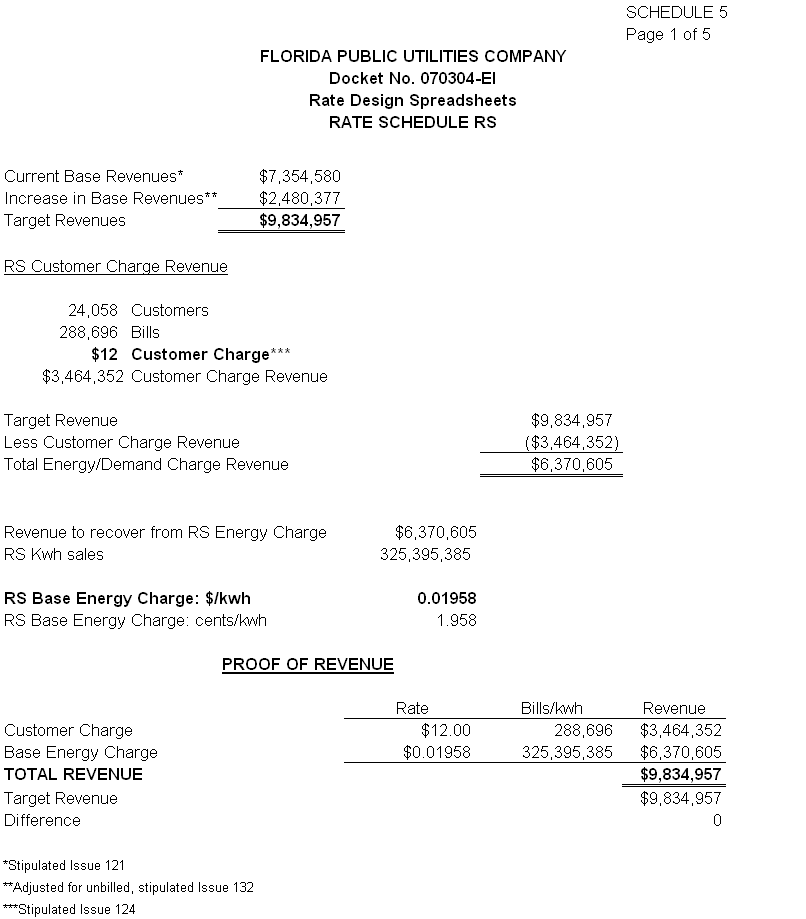 SCHEDULE 5
Page 1 of 5
FLORIDA PUBLIC UTILITIES COMPANY
Docket No. 070304-EI
Rate Design Spreadsheets
RATE SCHEDULE RS
Current Base Revenues* $7,354,580
Increase in Base Revenues** $2,480,377
Target Revenues $9,834,957
RS Customer Charge Revenue
24,058 Customers
288,696 Bills
$12 Customer Charge***
$3,464,352 Customer Charge Revenue
Target Revenue $9,834,957
Less Customer Charge Revenue ($3,464,352)
Total Energy/Demand Charge Revenue $6,370,605
Revenue to recover from RS Energy Charge $6,370,605
RS Kwh sales 325,395,385
RS Base Energy Charge: $/kwh 0.01958
RS Base Energy Charge: cents/kwh 1.958
PROOF OF REVENUE
Rate Bills/kwh Revenue
Customer Charge $12.00 288,696 $3,464,352
Base Energy Charge $0.01958 325,395,385 $6,370,605
TOTAL REVENUE $9,834,957
Target Revenue $9,834,957
Difference 0
*Stipulated Issue 121
**Adjusted for unbilled, stipulated Issue 132
***Stipulated Issue 124